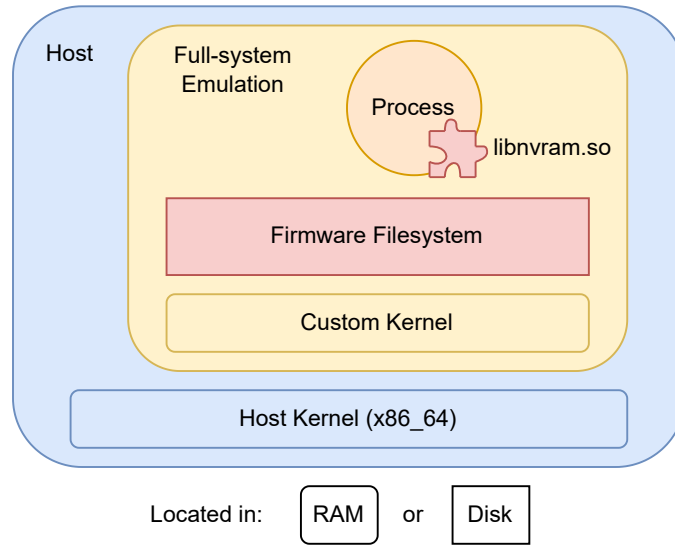 Host
Full-system
Emulation
Process
libnvram.so
Firmware Filesystem
Custom Kernel
Host Kernel (x86_64)
Located in: RAM or Disk